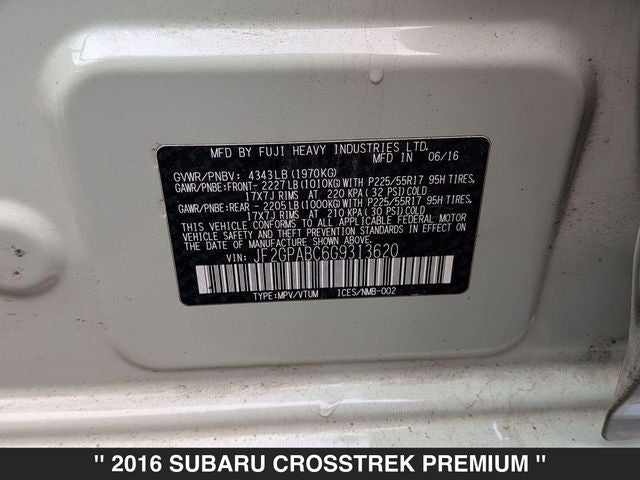 MFD BY FUJI HEAVY INDUSTRIES LTD.
MFD IN 06/16
GVWR/PNBV: 4343LB (1970KG)
GAWR/PNBE:FRONT- 2227LB (1010KG) WITH P225/55R17 95H TIRES,
17X7J RIMS AT 220 KPA (32 PSI) COLD
GAWR/PNBE:REAR - 2205LB (1000KG) WITH P225/55R17 95H TIRES,
17X7J RIMS AT 210 KPA (30 PSI) COLD
THIS VEHICLE CONFORMS TO ALL APPLICABLE FEDERAL MOTOR
VEHICLE SAFETY AND THEFT PREVENTION STANDARDS IN EFFECT
ON THE DATE OF MANUFACTURE SHOWN ABOVE.
VIN: JF2GPABC6G9313620
TYPE:MPV/VTUM ICES/NMB-002
" 2016 SUBARU CROSSTREK PREMIUM "